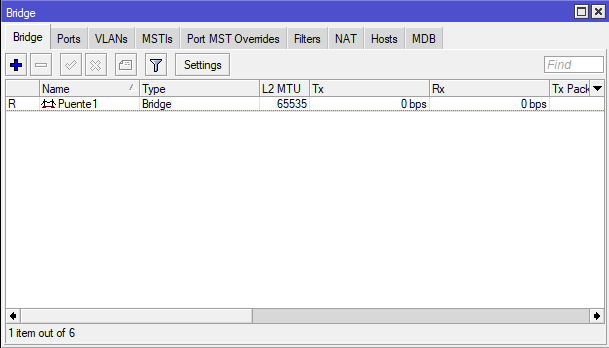 Bridge
Bridge Ports VLANs MSTIs Port MST Overrides Filters NAT Hosts MDB
Settings Find
Name Type L2 MTU Tx Rx Tx Pack
R Puente1 Bridge 65535 0 bps 0 bps
1 item out of 6